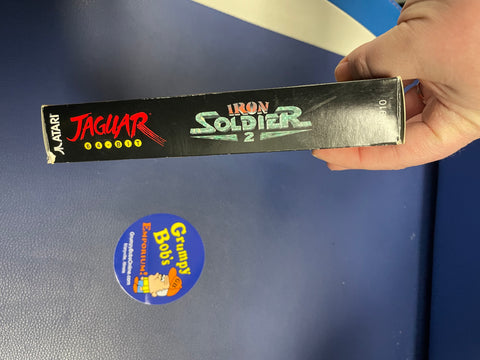 ATARI
JAGUAR
64-BIT
IRON
SOLDIER
2
Grumpy
Bob's
EMPORIUM!